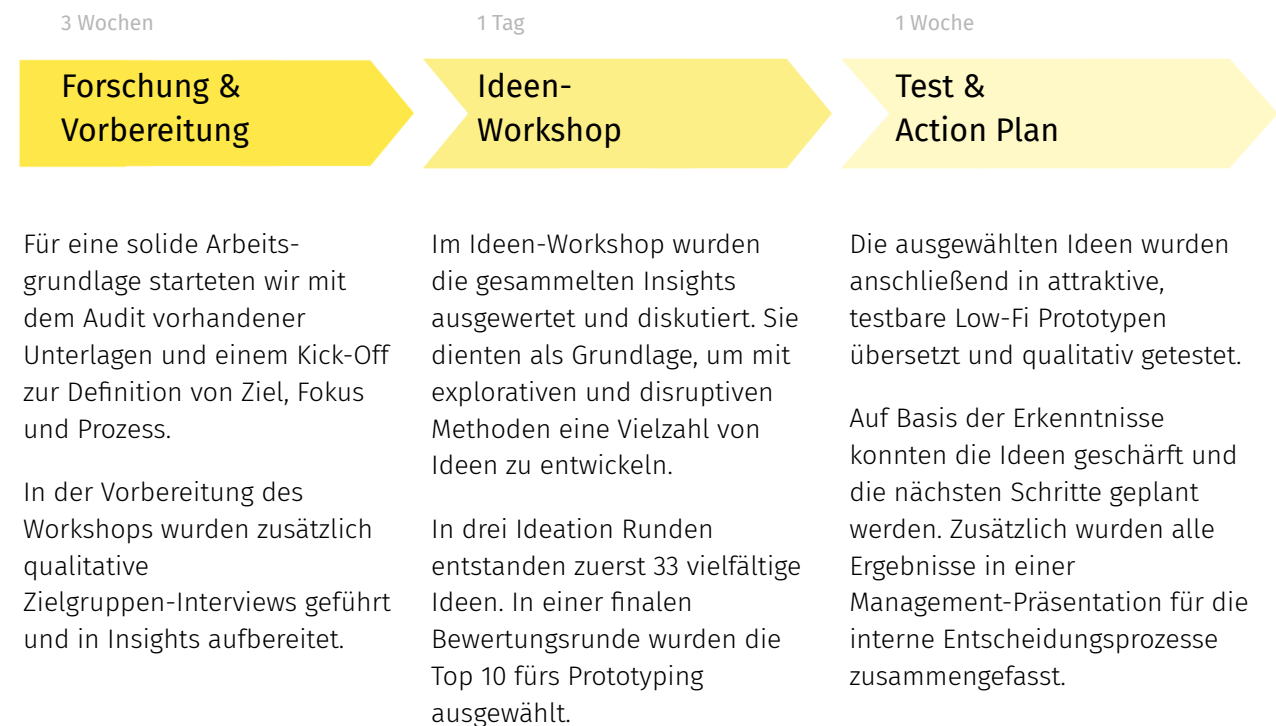 3 Wochen
Forschung &
Vorbereitung
Für eine solide Arbeits-
grundlage starteten wir mit
dem Audit vorhandener
Unterlagen und einem Kick-Off
zur Definition von Ziel, Fokus
und Prozess.
In der Vorbereitung des
Workshops wurden zusätzlich
qualitative
Zielgruppen-Interviews geführt
und in Insights aufbereitet.
1 Tag
Ideen-
Workshop
Im Ideen-Workshop wurden
die gesammelten Insights
ausgewertet und diskutiert. Sie
dienten als Grundlage, um mit
explorativen und disruptiven
Methoden eine Vielzahl von
Ideen zu entwickeln.
In drei Ideation Runden
entstanden zuerst 33 vielfältige
Ideen. In einer finalen
Bewertungsrunde wurden die
Top 10 fürs Prototyping
ausgewählt.
1 Woche
Test &
Action Plan
Die ausgewählten Ideen wurden
anschließend in attraktive,
testbare Low-Fi Prototypen
übersetzt und qualitativ getestet.
Auf Basis der Erkenntnisse
konnten die Ideen geschärft und
die nächsten Schritte geplant
werden. Zusätzlich wurden alle
Ergebnisse in einer
Management-Präsentation für die
interne Entscheidungsprozesse
zusammengefasst.